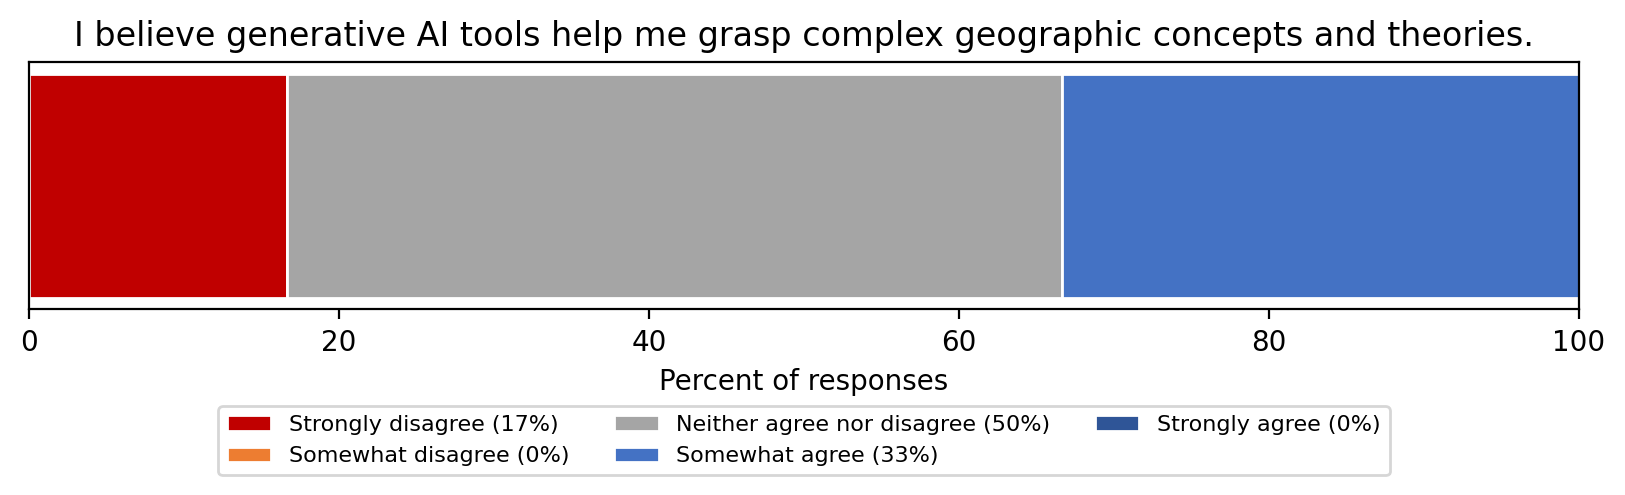 I believe generative AI tools help me grasp complex geographic concepts and theories.
0 20 40 60 80 100
Percent of responses
Strongly disagree (17%) Neither agree nor disagree (50%) Strongly agree (0%)
Somewhat disagree (0%) Somewhat agree (33%)